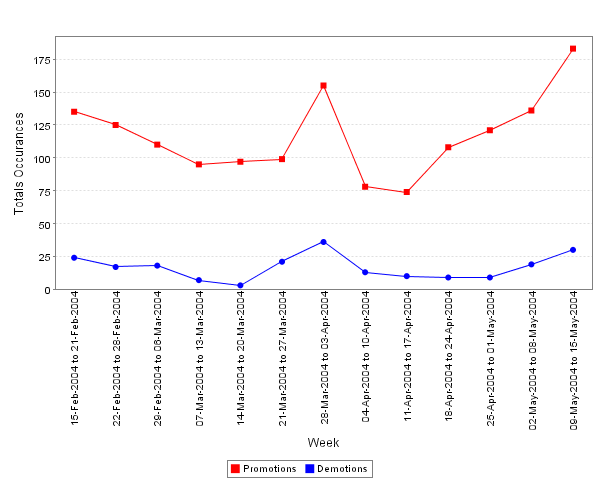 Totals Occurances
175
150
125
100
75
50
25
0
15-Feb-2004 to 21-Feb-2004
22-Feb-2004 to 28-Feb-2004
29-Feb-2004 to 06-Mar-2004
07-Mar-2004 to 13-Mar-2004
14-Mar-2004 to 20-Mar-2004
21-Mar-2004 to 27-Mar-2004
28-Mar-2004 to 03-Apr-2004
04-Apr-2004 to 10-Apr-2004
11-Apr-2004 to 17-Apr-2004
18-Apr-2004 to 24-Apr-2004
25-Apr-2004 to 01-May-2004
02-May-2004 to 08-May-2004
09-May-2004 to 15-May-2004
Week
Promotions Demotions